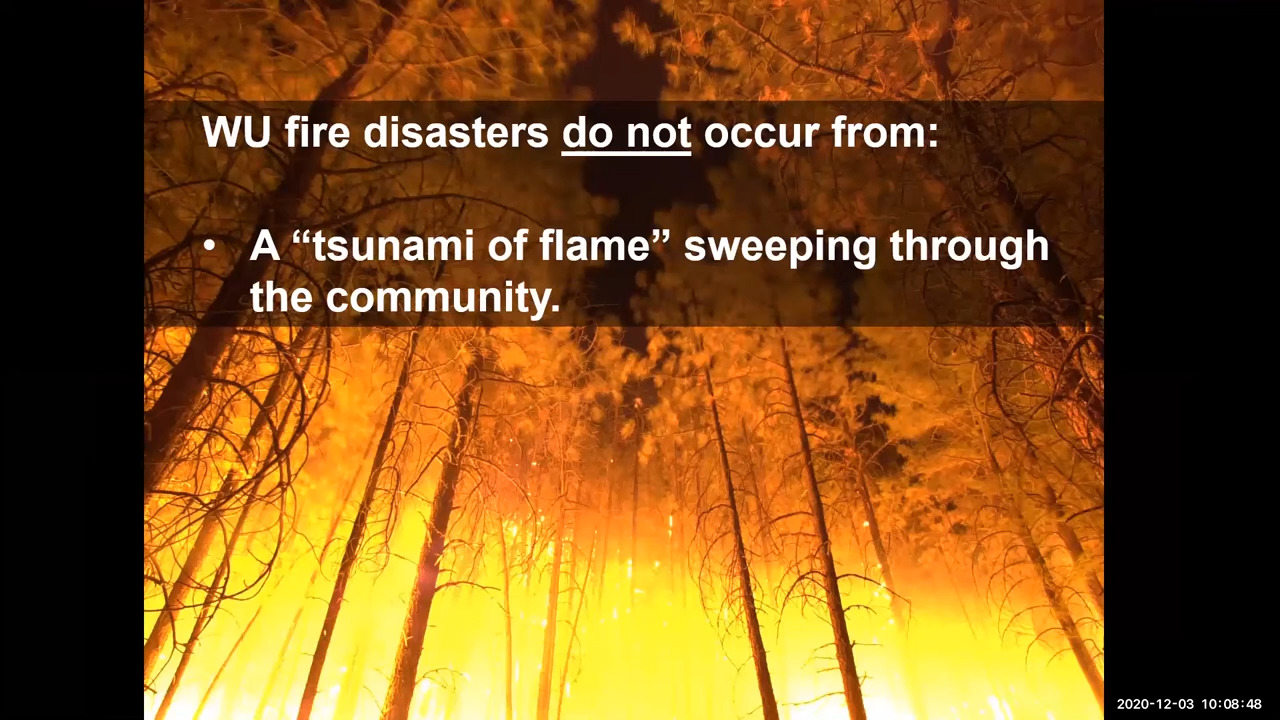 WU fire disasters do not occur from:
• A “tsunami of flame” sweeping through
the community.
2020-12-03 10:08:48